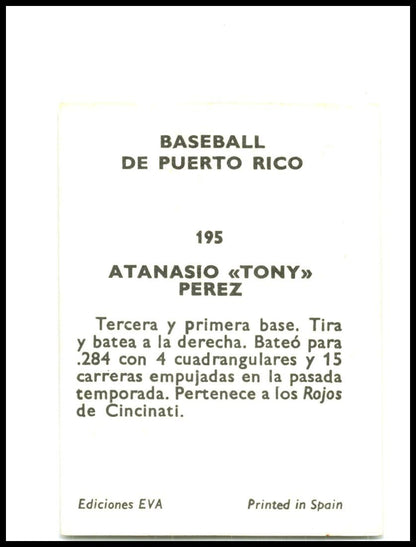 BASEBALL
DE PUERTO RICO
195
ATANASIO «TONY»
PEREZ
Tercera y primera base. Tira
y batea a la derecha. Bateó para
.284 con 4 cuadrangulares y 15
carreras empujadas en la pasada
temporada. Pertenece a los Rojos
de Cincinati.
Ediciones EVA Printed in Spain